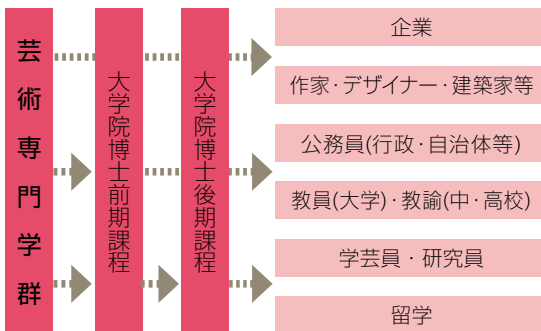 芸術専門学群
大学院博士前期課程
大学院博士後期課程
企業
作家・デザイナー・建築家等
公務員(行政・自治体等)
教員(大学)・教諭(中・高校)
学芸員・研究員
留学